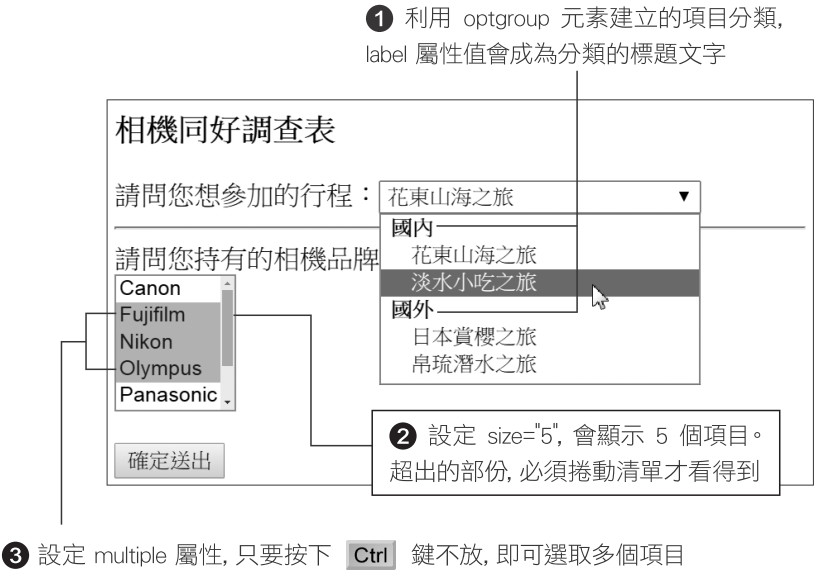 ❶ 利用 optgroup 元素建立的項目分類,
label 屬性值會成為分類的標題文字
相機同好調查表
請問您想參加的行程：花東山海之旅 ▼
國內
花東山海之旅
淡水小吃之旅
國外
日本賞櫻之旅
帛琉潛水之旅
請問您持有的相機品牌
Canon
Fujifilm
Nikon
Olympus
Panasonic
確定送出
❷ 設定 size="5", 會顯示 5 個項目。
超出的部份, 必須捲動清單才看得到
❸ 設定 multiple 屬性, 只要按下 Ctrl 鍵不放, 即可選取多個項目